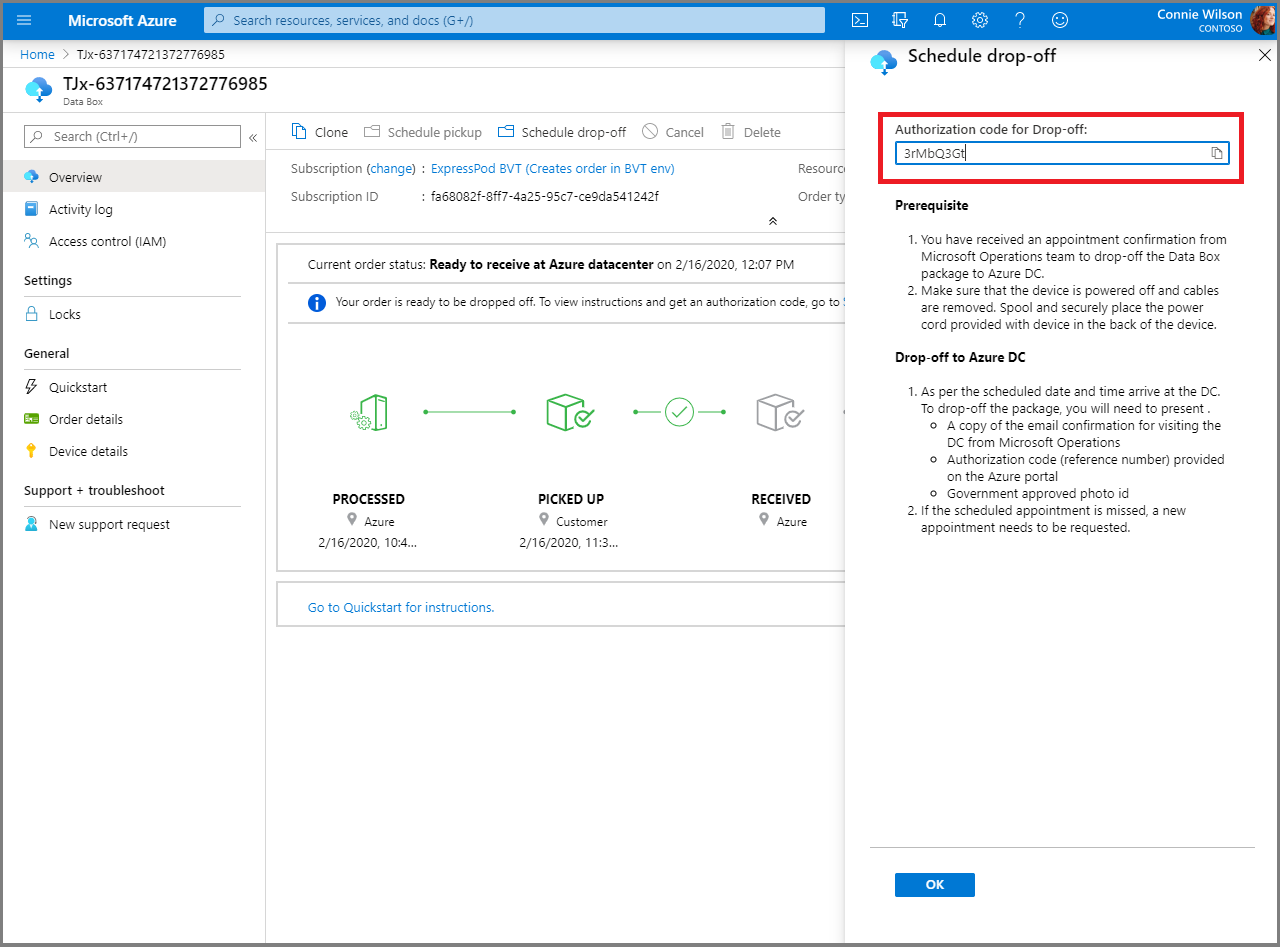 Microsoft Azure
Search resources, services, and docs (G+/)
Connie Wilson
CONTOSO
Home > TJx-637174721372776985
TJx-637174721372776985
Data Box
Search (Ctrl+/)
«
Overview
Activity log
Access control (IAM)
Settings
Locks
General
Quickstart
Order details
Device details
Support + troubleshoot
New support request
Clone
Schedule pickup
Schedule drop-off
Cancel
Delete
Subscription (change) : ExpressPod BVT (Creates order in BVT env)
Resource
Subscription ID : fa68082f-8ff7-4a25-95c7-ce9da541242f
Order ty
Current order status: Ready to receive at Azure datacenter on 2/16/2020, 12:07 PM
Your order is ready to be dropped off. To view instructions and get an authorization code, go to
PROCESSED
Azure
2/16/2020, 10:4...
PICKED UP
Customer
2/16/2020, 11:3...
RECEIVED
Azure
Go to Quickstart for instructions.
Schedule drop-off
Authorization code for Drop-off:
3rMbQ3Gt
Prerequisite
1. You have received an appointment confirmation from
Microsoft Operations team to drop-off the Data Box
package to Azure DC.
2. Make sure that the device is powered off and cables
are removed. Spool and securely place the power
cord provided with device in the back of the device.
Drop-off to Azure DC
1. As per the scheduled date and time arrive at the DC.
To drop-off the package, you will need to present .
A copy of the email confirmation for visiting the
DC from Microsoft Operations
Authorization code (reference number) provided
on the Azure portal
Government approved photo id
2. If the scheduled appointment is missed, a new
appointment needs to be requested.
OK